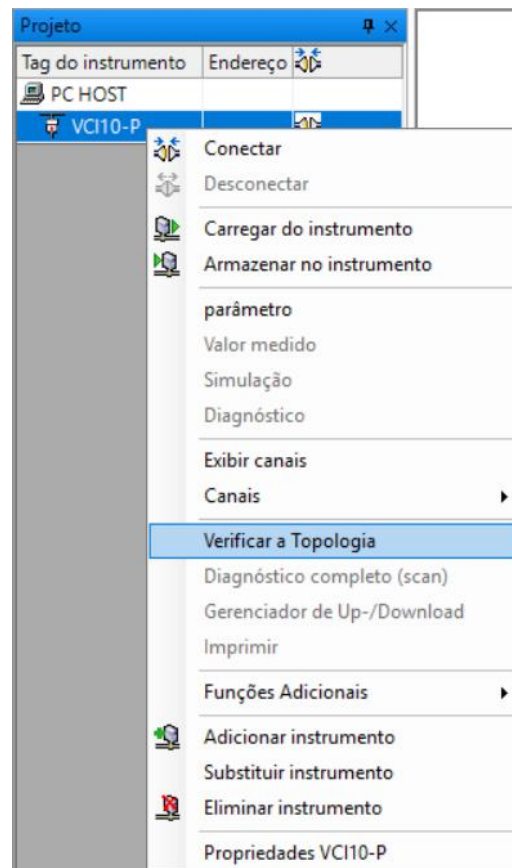 Projeto
Tag do instrumento Endereço
PC HOST
VCI10-P
Conectar
Desconectar
Carregar do instrumento
Armazenar no instrumento
parâmetro
Valor medido
Simulação
Diagnóstico
Exibir canais
Canais
Verificar a Topologia
Diagnóstico completo (scan)
Gerenciador de Up-/Download
Imprimir
Funções Adicionais
Adicionar instrumento
Substituir instrumento
Eliminar instrumento
Propriedades VCI10-P